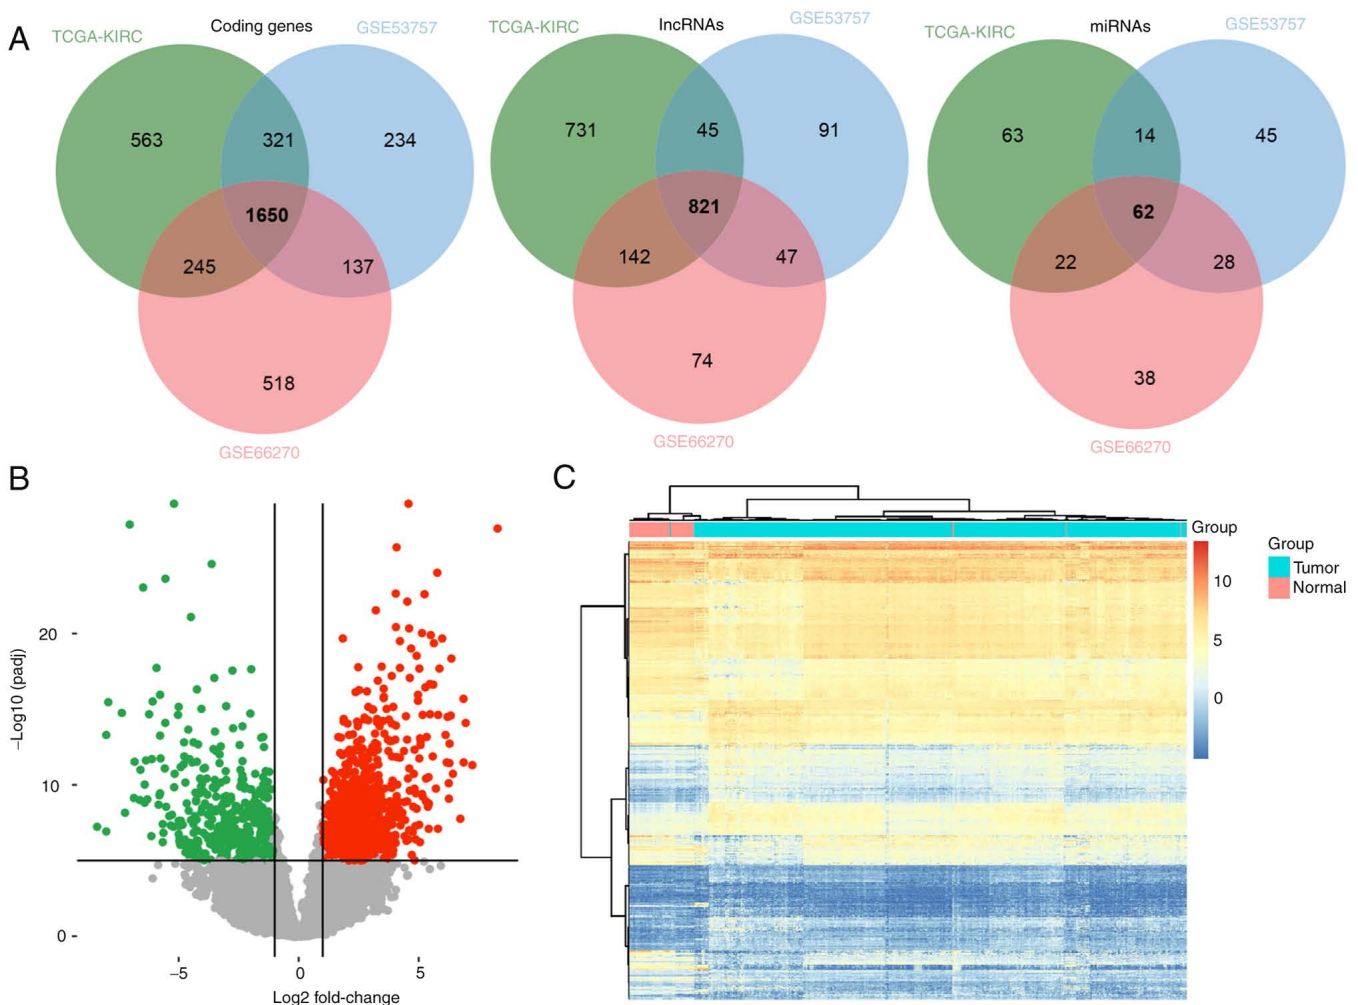 A
TCGA-KIRC
Coding genes
GSE53757
563
321
234
1650
245
137
518
GSE66270
TCGA-KIRC
lncRNAs
GSE53757
731
45
91
821
142
47
74
GSE66270
TCGA-KIRC
miRNAs
GSE53757
63
14
45
62
22
28
38
GSE66270
B
−Log10 (padj)
20
10
0
−5
0
5
Log2 fold-change
C
Group
10
5
0
Group
Tumor
Normal